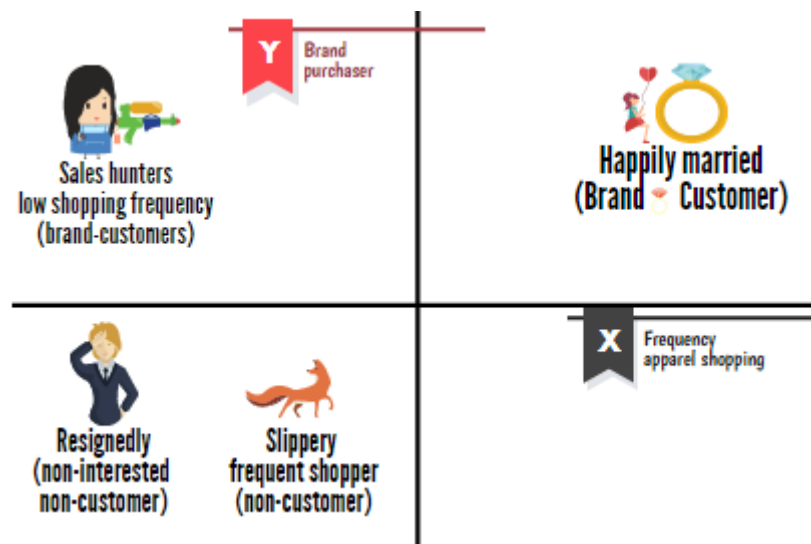 Y
Brand
purchaser
Sales hunters
low shopping frequency
(brand-customers)
Happily married
(Brand Customer)
X
Frequency
apparel shopping
Resignedly
(non-interested
non-customer)
Slippery
frequent shopper
(non-customer)